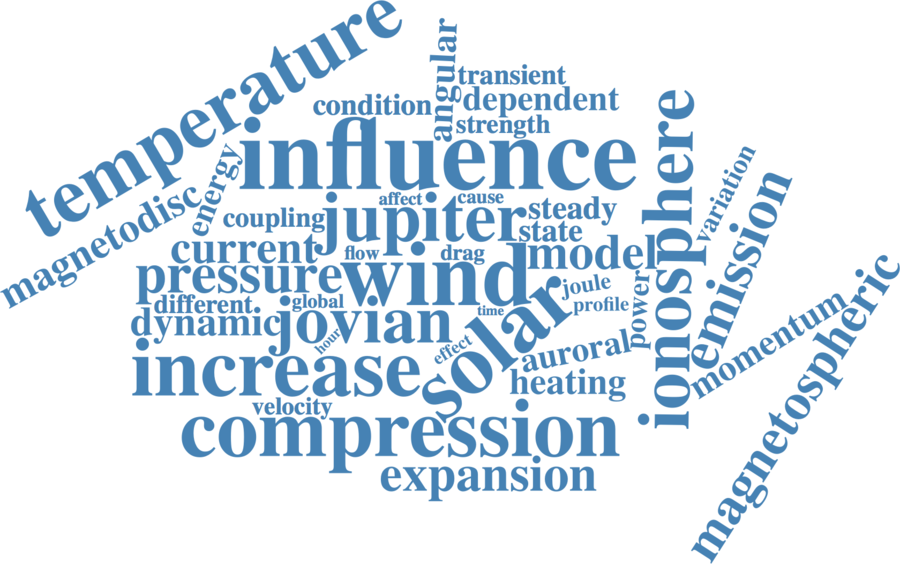 temperature
angular
transient
condition
dependent
strength
influence
energy
magnetodisc
ionosphere
variation
affect
cause
coupling
jupiter
steady
state
emission
current
flow
drag
model
pressure
wind
joule
different
global
time
solar
profile
power
dynamic
jovian
hour
effect
auroral
momentum
magnetospheric
increase
heating
velocity
compression
expansion